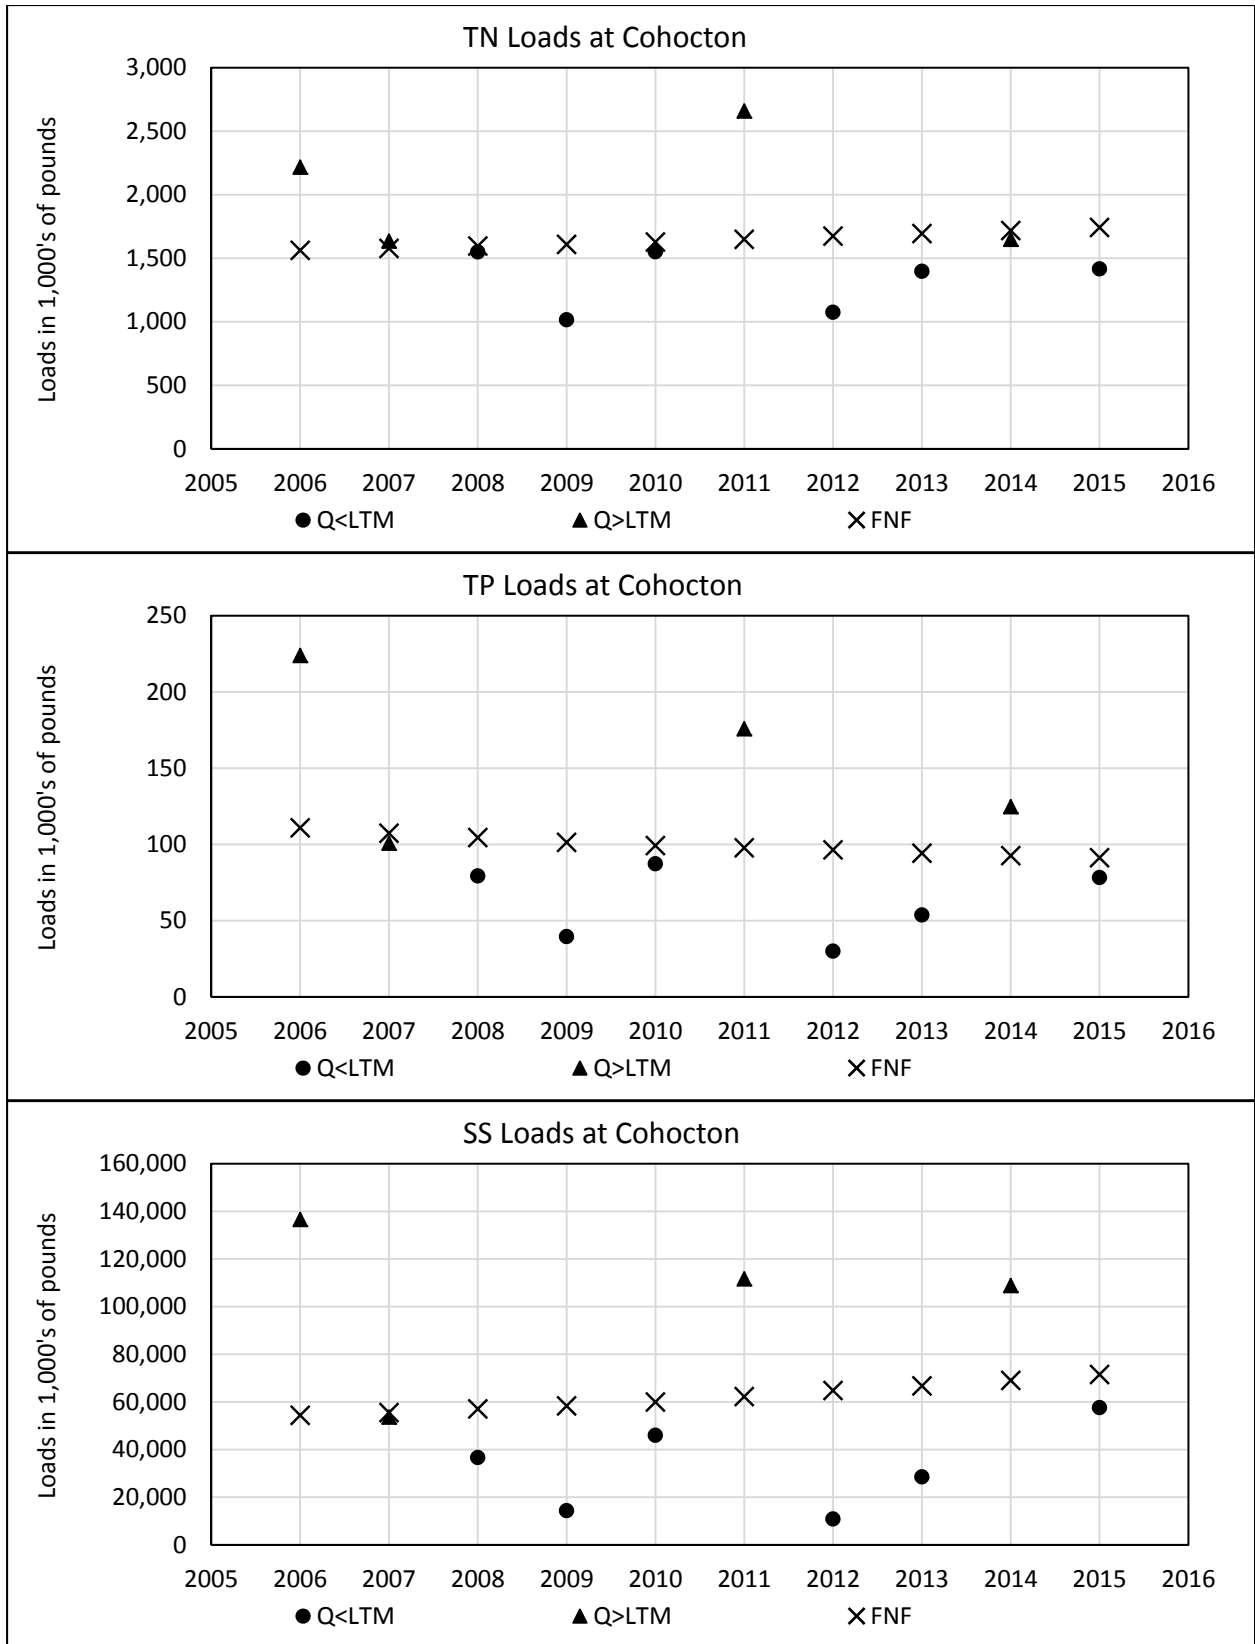 TN Loads at Cohocton
Loads in 1,000's of pounds
3,000
2,500
2,000
1,500
1,000
500
0
2005 2006 2007 2008 2009 2010 2011 2012 2013 2014 2015 2016
Q<LTM Q>LTM FNF
TP Loads at Cohocton
Loads in 1,000's of pounds
250
200
150
100
50
0
2005 2006 2007 2008 2009 2010 2011 2012 2013 2014 2015 2016
Q<LTM Q>LTM FNF
SS Loads at Cohocton
Loads in 1,000's of pounds
160,000
140,000
120,000
100,000
80,000
60,000
40,000
20,000
0
2005 2006 2007 2008 2009 2010 2011 2012 2013 2014 2015 2016
Q<LTM Q>LTM FNF